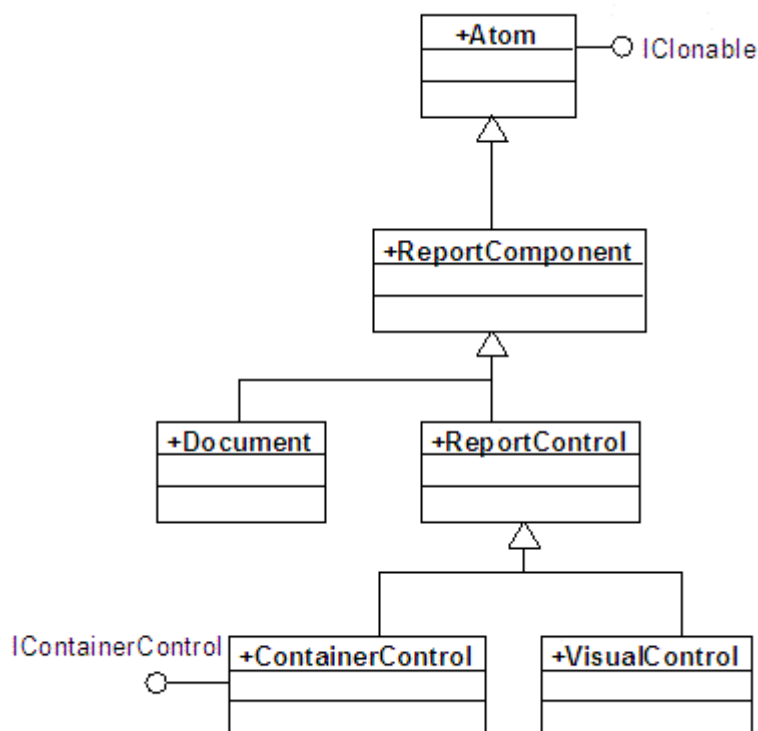 +Atom
IClonable
+ReportComponent
+Document
+ReportControl
IContainerControl
+ContainerControl
+VisualControl